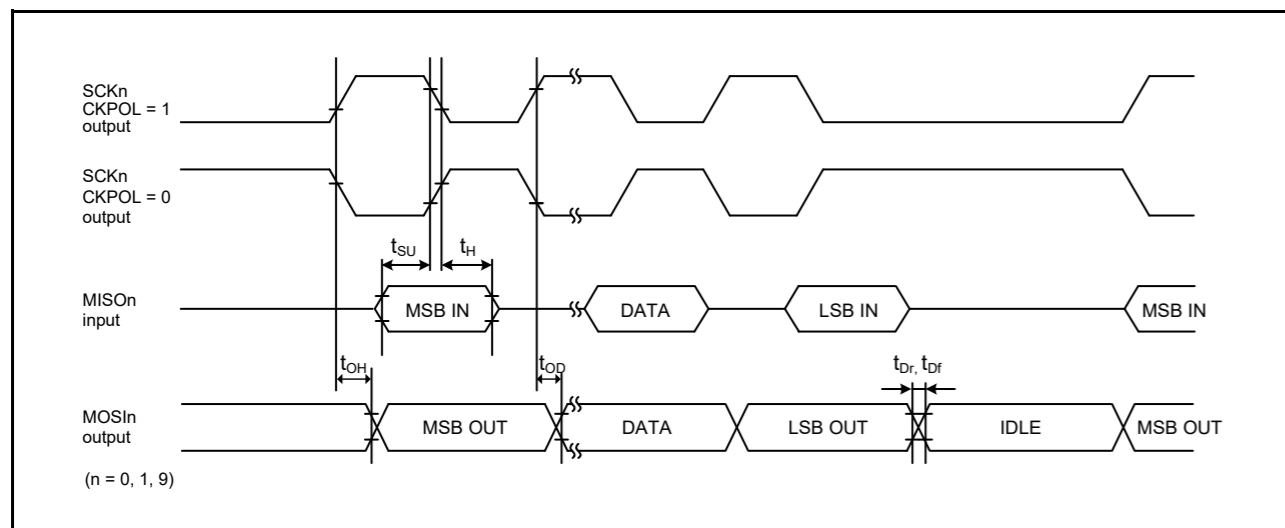 SCKn
CKPOL = 1
output
SCKn
CKPOL = 0
output
tSU
tH
MISOn
input
MSB IN
DATA
LSB IN
MSB IN
tOH
tOD
tDr, tDf
MOSIn
output
MSB OUT
DATA
LSB OUT
IDLE
MSB OUT
(n = 0, 1, 9)